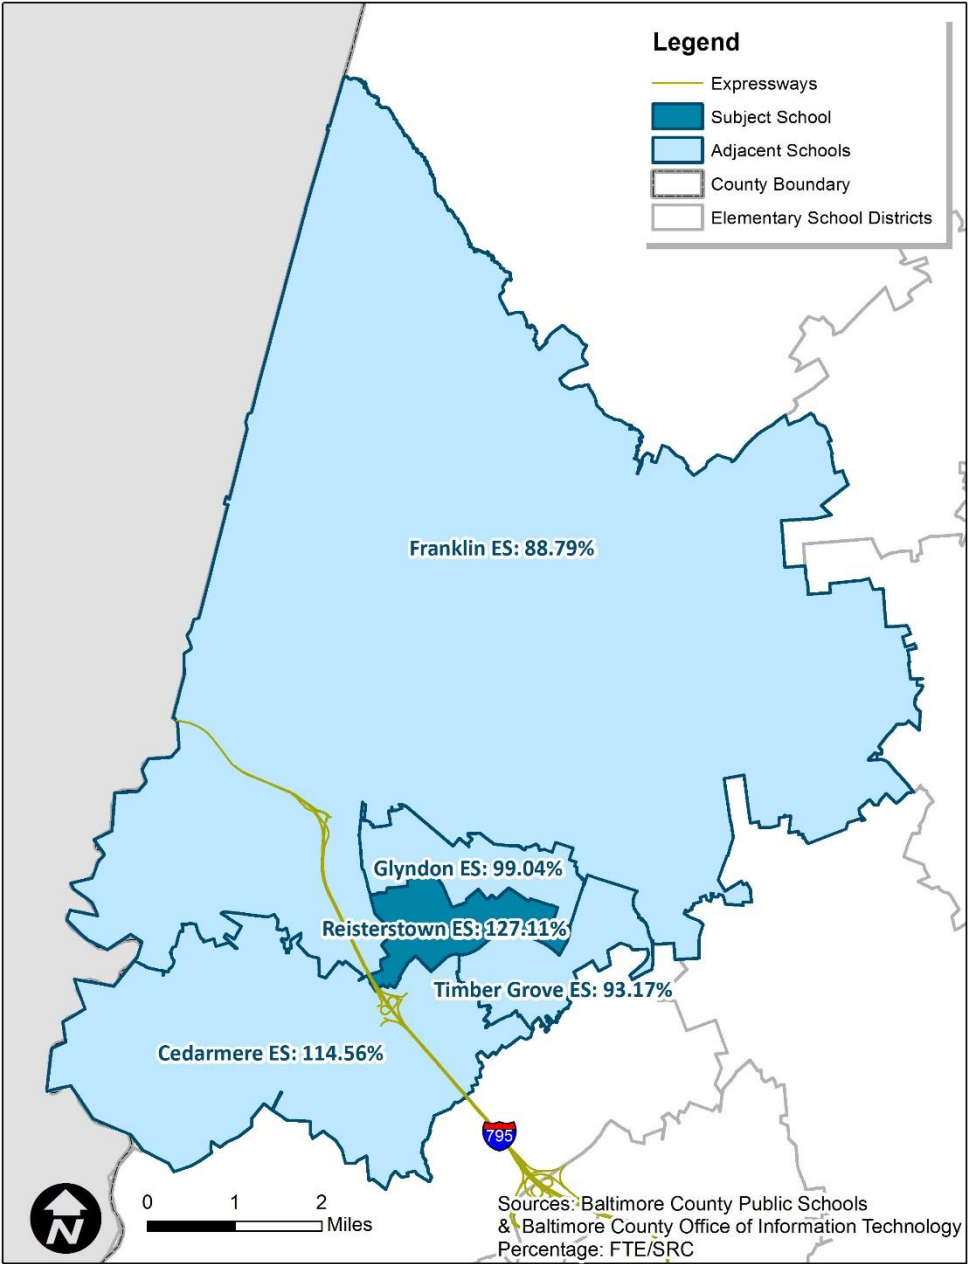 Legend
Expressways
Subject School
Adjacent Schools
County Boundary
Elementary School Districts
Franklin ES: 88.79%
Glyndon ES: 99.04%
Reisterstown ES: 127.11%
Timber Grove ES: 93.17%
Cedarmere ES: 114.56%
795
N
0 1 2
Miles
Sources: Baltimore County Public Schools
& Baltimore County Office of Information Technology
Percentage: FTE/SRC